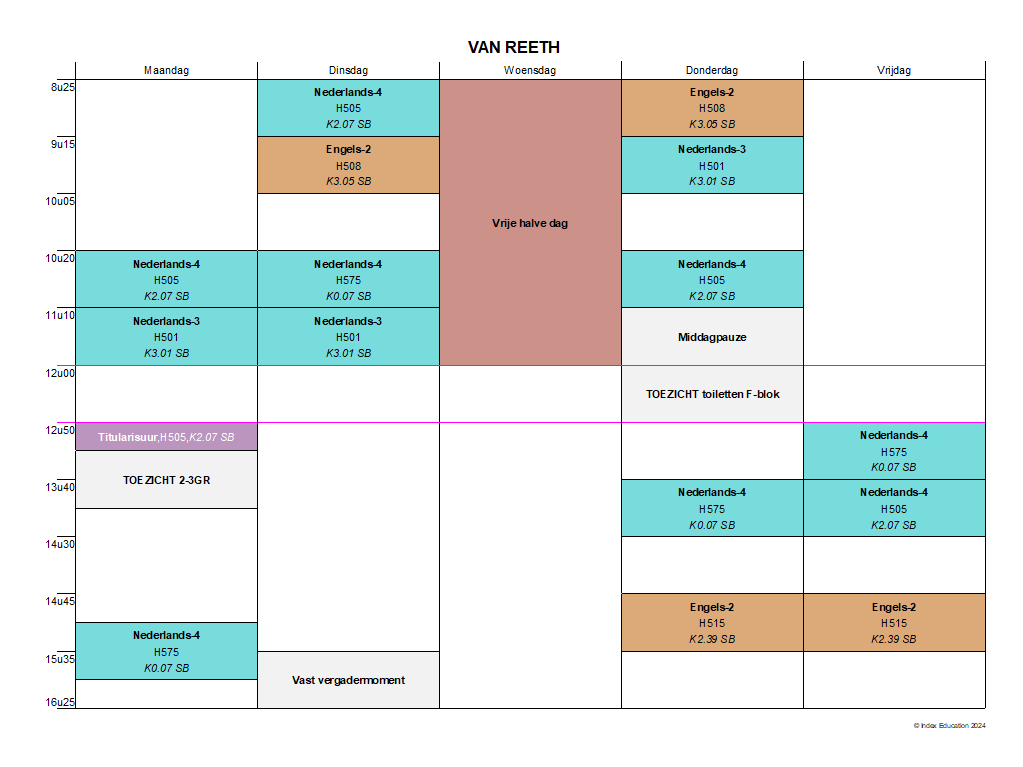 VAN REETH
Maandag
Dinsdag
Woensdag
Donderdag
Vrijdag
8u25
9u15
10u05
10u20
11u10
12u00
12u50
13u40
14u30
14u45
15u35
16u25
Nederlands-4
H505
K2.07 SB
Nederlands-3
H501
K3.01 SB
Titularisuur,H505,K2.07 SB
TOEZICHT 2-3GR
Nederlands-4
H575
K0.07 SB
Nederlands-4
H505
K2.07 SB
Engels-2
H508
K3.05 SB
Nederlands-4
H575
K0.07 SB
Nederlands-3
H501
K3.01 SB
Vast vergadermoment
Vrije halve dag
Engels-2
H508
K3.05 SB
Nederlands-3
H501
K3.01 SB
Nederlands-4
H505
K2.07 SB
Middagpauze
TOEZICHT toiletten F-blok
Nederlands-4
H575
K0.07 SB
Engels-2
H515
K2.39 SB
Nederlands-4
H575
K0.07 SB
Nederlands-4
H505
K2.07 SB
Engels-2
H515
K2.39 SB
© Index Education 2024